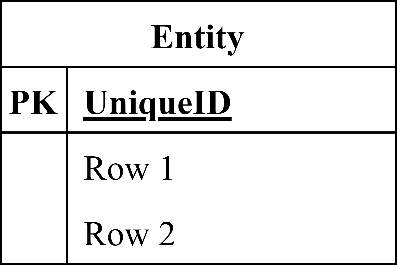 Entity
PK UniqueID
Row 1
Row 2